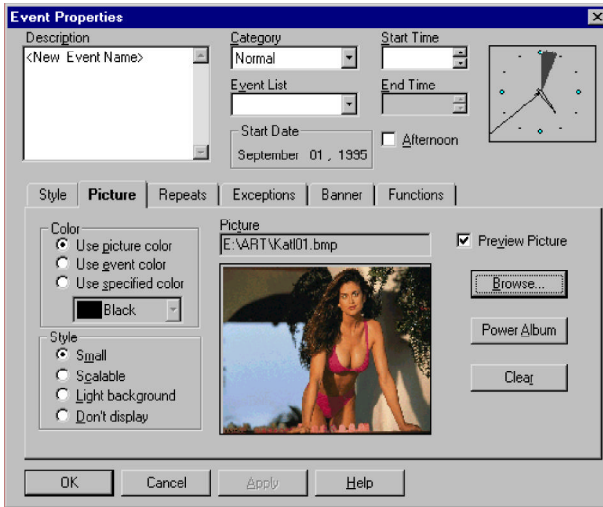 Event Properties
Description
<New Event Name>
Category
Normal
Start Time
Event List
End Time
Start Date
September 01 , 1995
Afternoon
Style Picture Repeats Exceptions Banner Functions
Color
Use picture color
Use event color
Use specified color
Black
Style
Small
Scalable
Light background
Don't display
Picture
E:\ART\Katl01.bmp
Preview Picture
Browse...
Power Album
Clear
OK Cancel Apply Help